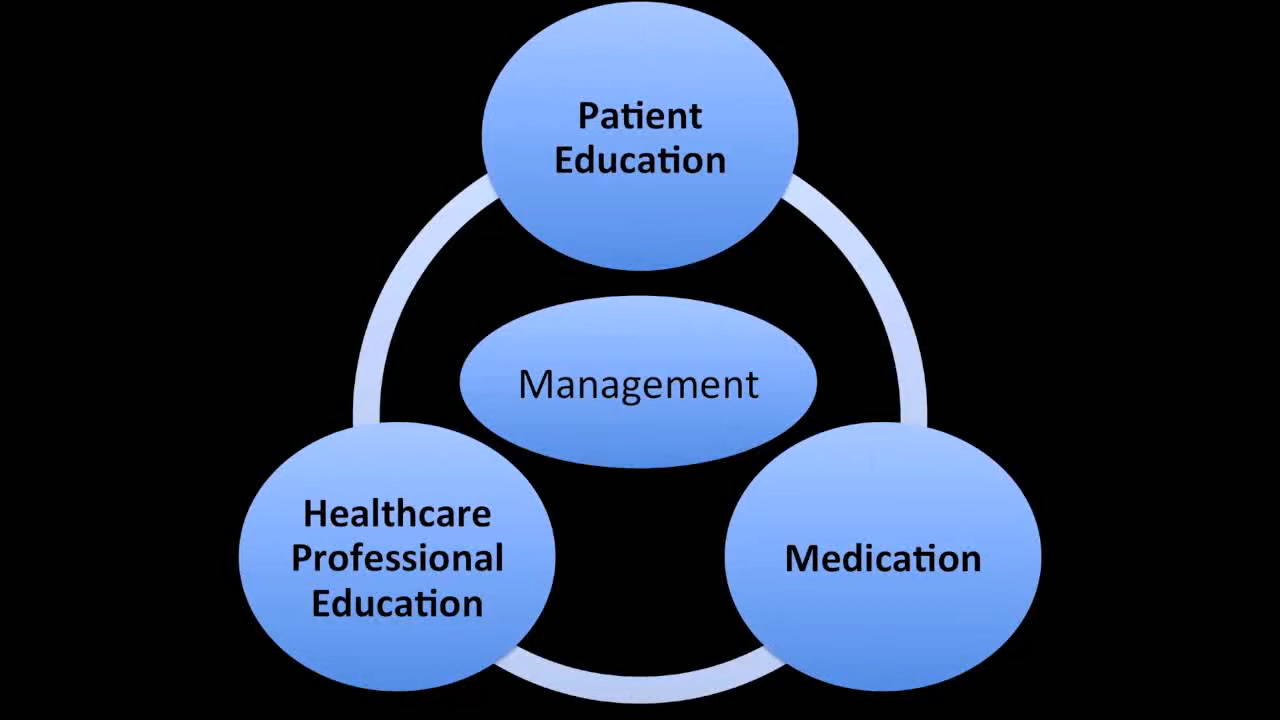 Patient
Education
Management
Healthcare
Professional
Education
Medication